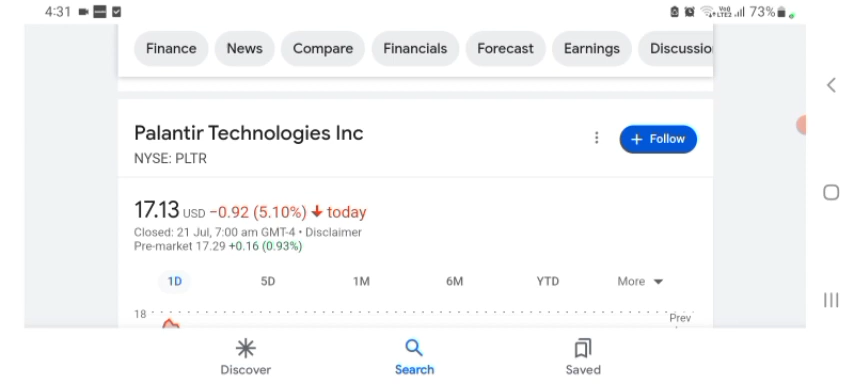 4:31
73%
Finance News Compare Financials Forecast Earnings Discussio
Palantir Technologies Inc
NYSE: PLTR
+ Follow
17.13 USD −0.92 (5.10%) ↓ today
Closed: 21 Jul, 7:00 am GMT-4 • Disclaimer
Pre-market 17.29 +0.16 (0.93%)
1D 5D 1M 6M YTD More
18
Prev
Discover Search Saved